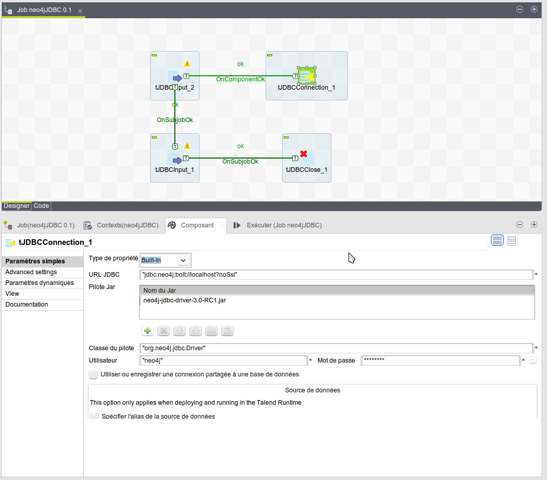 Job neo4jJDBC 0.1
ok
OnComponentOk
tJDBCInput_2
tJDBCConnection_1
ok
OnSubjobOk
ok
OnSubjobOk
tJDBCInput_1
tJDBCClose_1
Designer Code
Job(neo4jJDBC 0.1) Contexts(neo4jJDBC) Composant Exécuter (Job neo4jJDBC)
tJDBCConnection_1
Paramètres simples
Advanced settings
Paramètres dynamiques
View
Documentation
Type de propriété Built-In
URL JDBC "jdbc:neo4j:bolt://localhost?noSsl" *
Pilote Jar
Nom du Jar
neo4j-jdbc-driver-3.0-RC1.jar
Classe du pilote "org.neo4j.jdbc.Driver" *
Utilisateur "neo4j" * Mot de passe ******** *
Utiliser ou enregistrer une connexion partagée à une base de données
Source de données
This option only applies when deploying and running in the Talend Runtime
Spécifier l'alias de la source de données